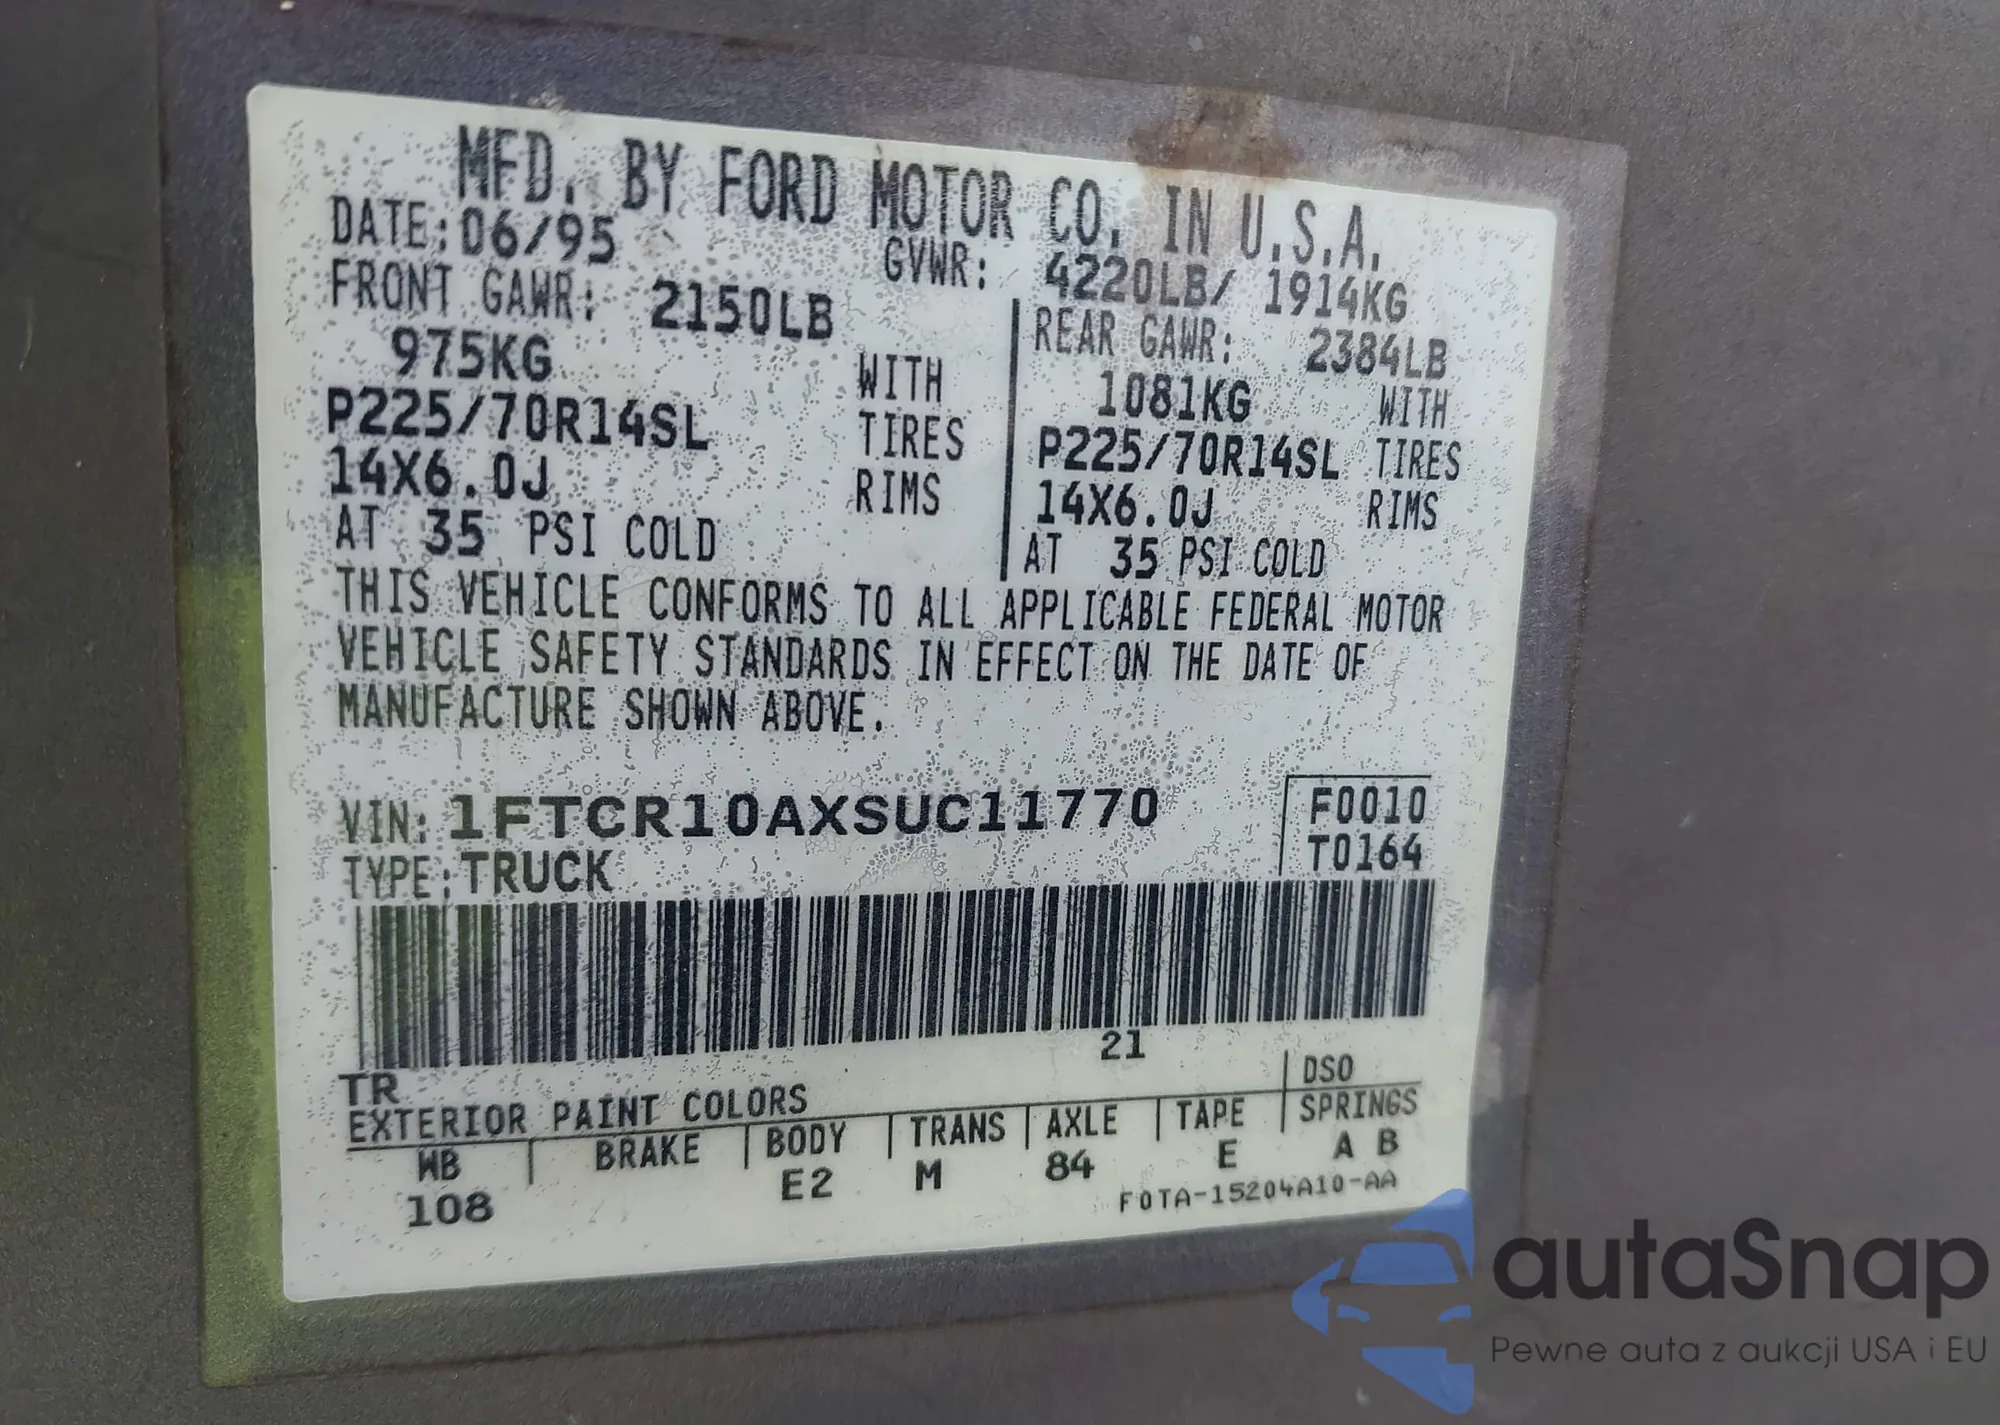 MFD. BY FORD MOTOR CO. IN U.S.A.
DATE: 06/95 GVWR: 4220LB/ 1914KG
FRONT GAWR: 2150LB REAR GAWR: 2384LB
975KG WITH 1081KG WITH
P225/70R14SL TIRES P225/70R14SL TIRES
14X6.0J RIMS 14X6.0J RIMS
AT 35 PSI COLD AT 35 PSI COLD
THIS VEHICLE CONFORMS TO ALL APPLICABLE FEDERAL MOTOR
VEHICLE SAFETY STANDARDS IN EFFECT ON THE DATE OF
MANUFACTURE SHOWN ABOVE.
VIN: 1FTCR10AXSUC11770 F0010
TYPE: TRUCK T0164
21
TR DSO
EXTERIOR PAINT COLORS
WB BRAKE BODY TRANS AXLE TAPE SPRINGS
108 E2 M 84 E A B
F0TA-15204A10-AA
autaSnap
Pewne auta z aukcji USA i EU